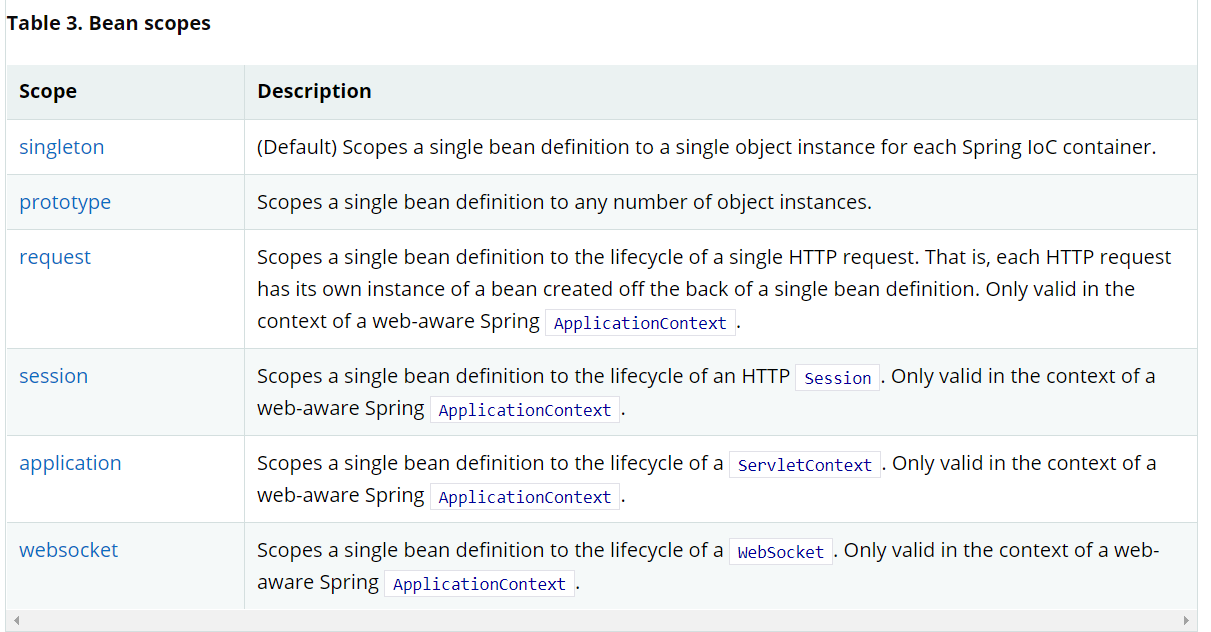 Table 3. Bean scopes
Scope Description
singleton (Default) Scopes a single bean definition to a single object instance for each Spring IoC container.
prototype Scopes a single bean definition to any number of object instances.
request Scopes a single bean definition to the lifecycle of a single HTTP request. That is, each HTTP request
has its own instance of a bean created off the back of a single bean definition. Only valid in the
context of a web-aware Spring ApplicationContext.
session Scopes a single bean definition to the lifecycle of an HTTP Session. Only valid in the context of a
web-aware Spring ApplicationContext.
application Scopes a single bean definition to the lifecycle of a ServletContext. Only valid in the context of a
web-aware Spring ApplicationContext.
websocket Scopes a single bean definition to the lifecycle of a WebSocket. Only valid in the context of a web-
aware Spring ApplicationContext.